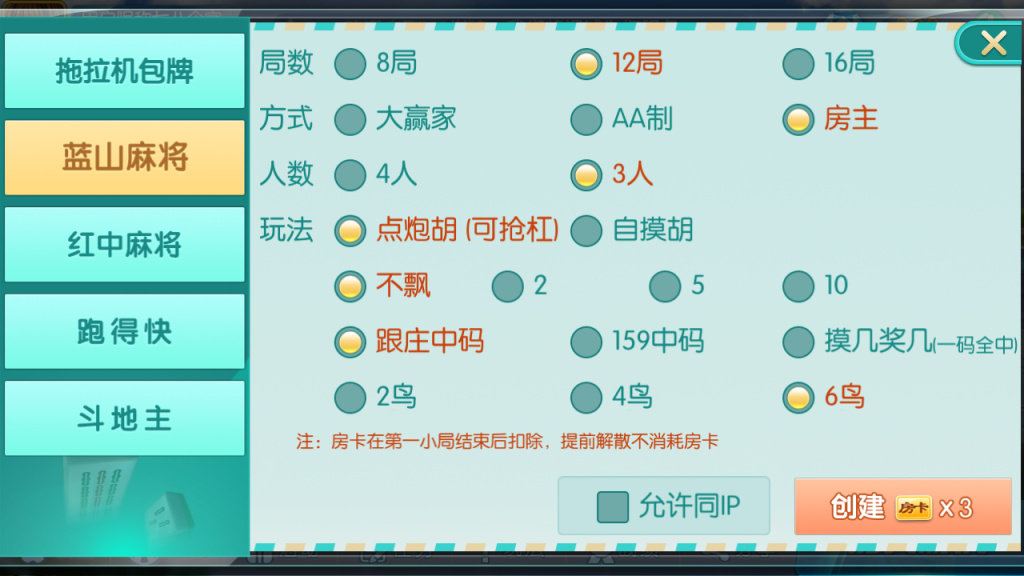 拖拉机包牌
蓝山麻将
红中麻将
跑得快
斗地主
局数 8局 12局 16局
方式 大赢家 AA制 房主
人数 4人 3人
玩法 点炮胡 (可抢杠) 自摸胡
不飘 2 5 10
跟庄中码 159中码 摸几奖几(一码全中)
2鸟 4鸟 6鸟
注：房卡在第一小局结束后扣除，提前解散不消耗房卡
允许同IP
创建 房卡 x3